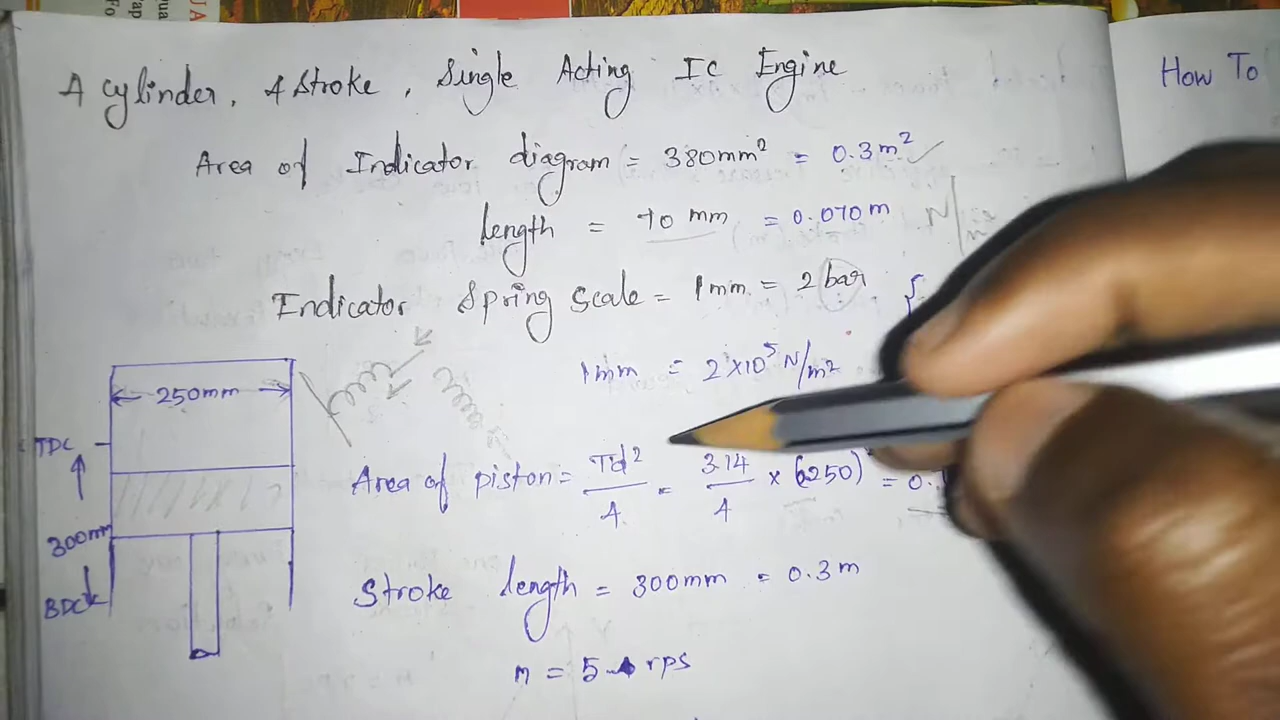 A cylinder, 4 Stroke, Single Acting IC Engine
How To
Area of Indicator diagram = 380mm² = 0.3m²
length = 70 mm = 0.070m
Indicator Spring Scale = 1mm = 2 bar {
1mm = 2×10⁵ N/m²
250mm
TDC
Area of piston = πd²/4 = 3.14/4 × (250) = 0.
300mm
Stroke length = 300mm = 0.3m
BDC
n = 5 rps